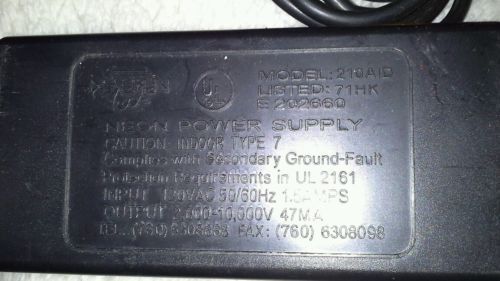 UL
MODEL: 210AID
LISTED: 71HK
E 202660
NEON POWER SUPPLY
CAUTION INDOOR TYPE 7
Complies with Secondary Ground-Fault
Protection Requirements in UL 2161
INPUT 120VAC 50/60Hz 1.5AMPS
OUTPUT 2,000-10,000V 47MA
TEL: (760) 6308883 FAX: (760) 6308098